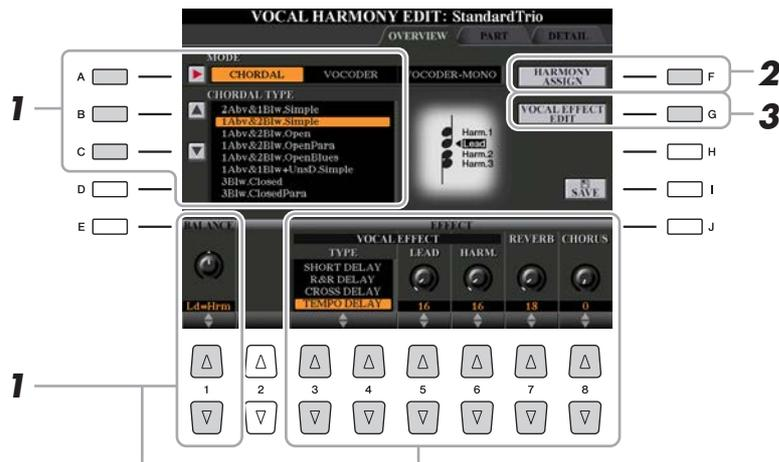 VOCAL HARMONY EDIT: StandardTrio
OVERVIEW PART DETAIL
MODE
CHORDAL VOCODER VOCODER-MONO
HARMONY ASSIGN
CHORDAL TYPE
2Abv&1Blw.Simple
1Abv&2Blw.Simple
1Abv&2Blw.Open
1Abv&2Blw.OpenPara
1Abv&2Blw.OpenBlues
1Abv&1Blw+UnsD.Simple
3Blw.Closed
3Blw.ClosedPara
Harm.1
Lead
Harm.2
Harm.3
VOCAL EFFECT EDIT
SAVE
A
B
C
D
E
F
G
H
I
J
1
2
3
BALANCE
EFFECT
VOCAL EFFECT REVERB CHORUS
TYPE LEAD HARM.
SHORT DELAY
R&R DELAY
CROSS DELAY
TEMPO DELAY
Ld=Hrm 16 16 18 0
1
1 2 3 4 5 6 7 8